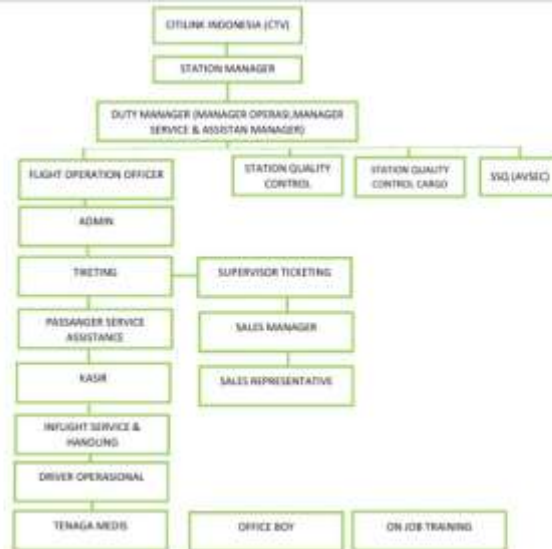 CITILINK INDONESIA (CTV)
STATION MANAGER
DUTY MANAGER (MANAGER OPERASI,MANAGER
SERVICE & ASSISTAN MANAGER)
FLIGHT OPERATION OFFICER
STATION QUALITY
CONTROL
STATION QUALITY
CONTROL CARGO
SSQ (AVSEC)
ADMIN
TIKETING
SUPERVISOR TICKETING
PASSANGER SERVICE
ASSISTANCE
SALES MANAGER
KASIR
SALES REPRESENTATIVE
INFLIGHT SERVICE &
HANDLING
DRIVER OPERASIONAL
TENAGA MEDIS
OFFICE BOY
ON JOB TRAINING